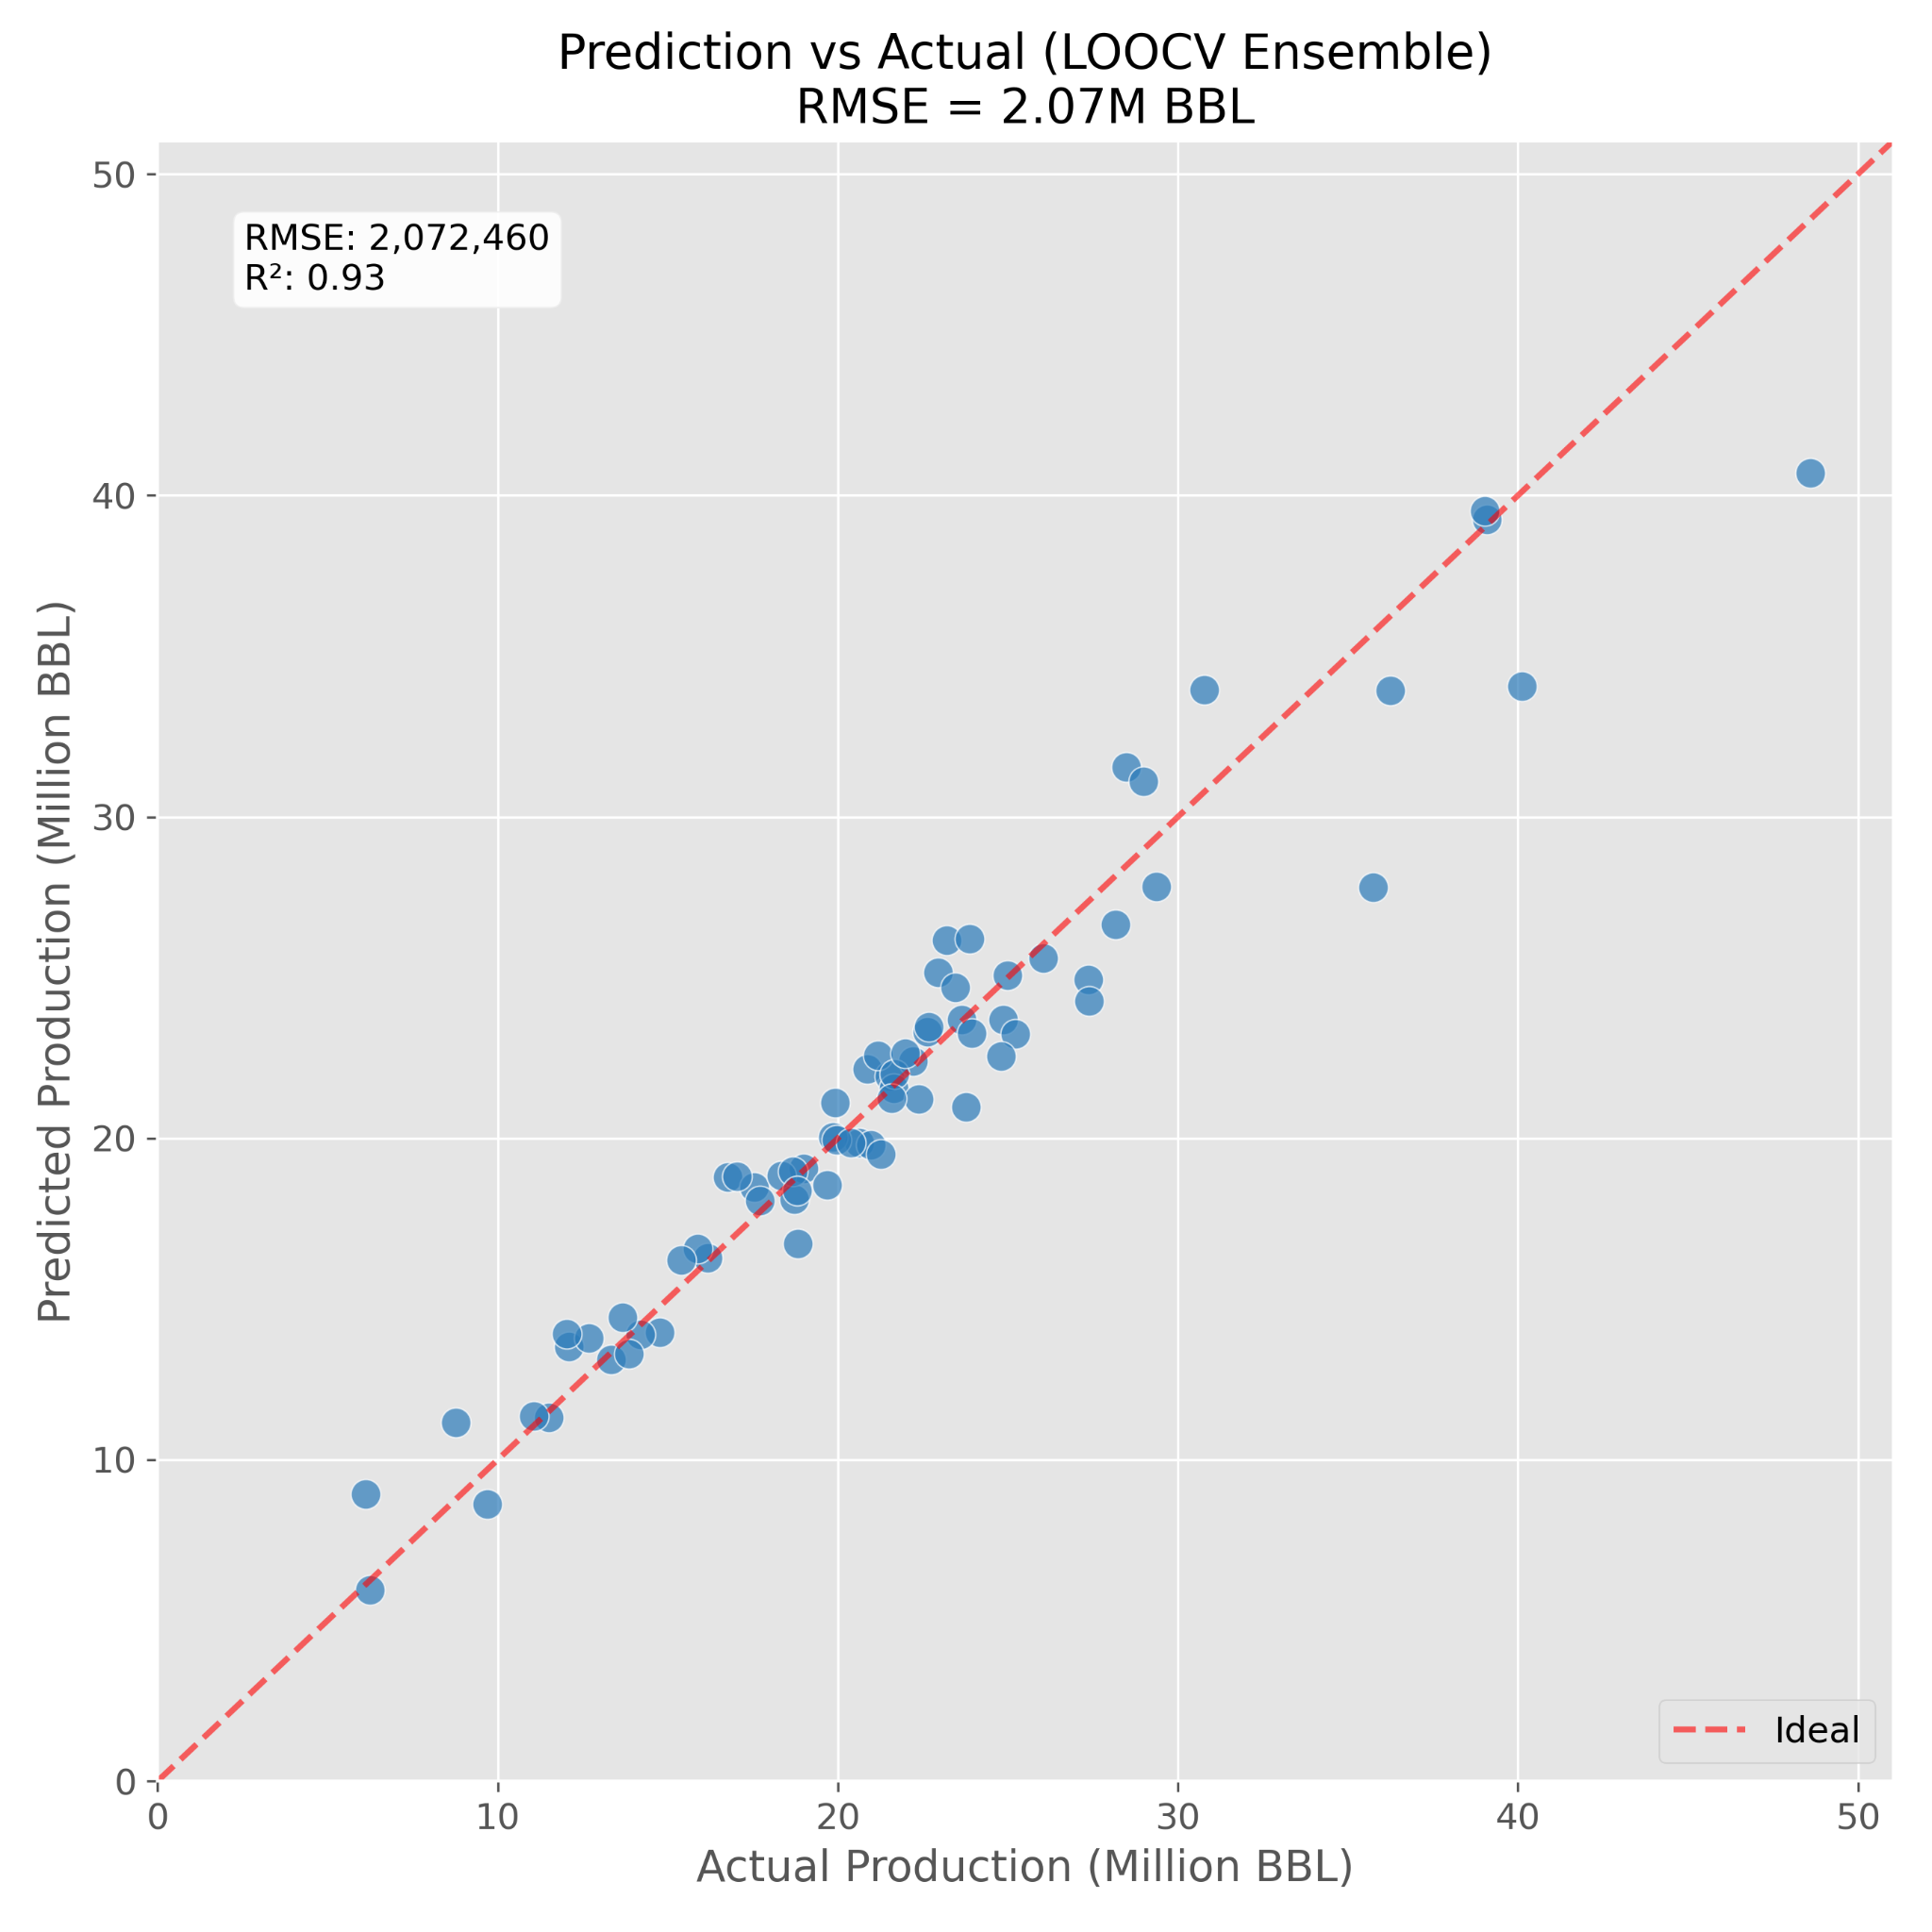 Prediction vs Actual (LOOCV Ensemble)
RMSE = 2.07M BBL
RMSE: 2,072,460
R²: 0.93
Predicted Production (Million BBL)
50
40
30
20
10
0
0 10 20 30 40 50
Actual Production (Million BBL)
Ideal